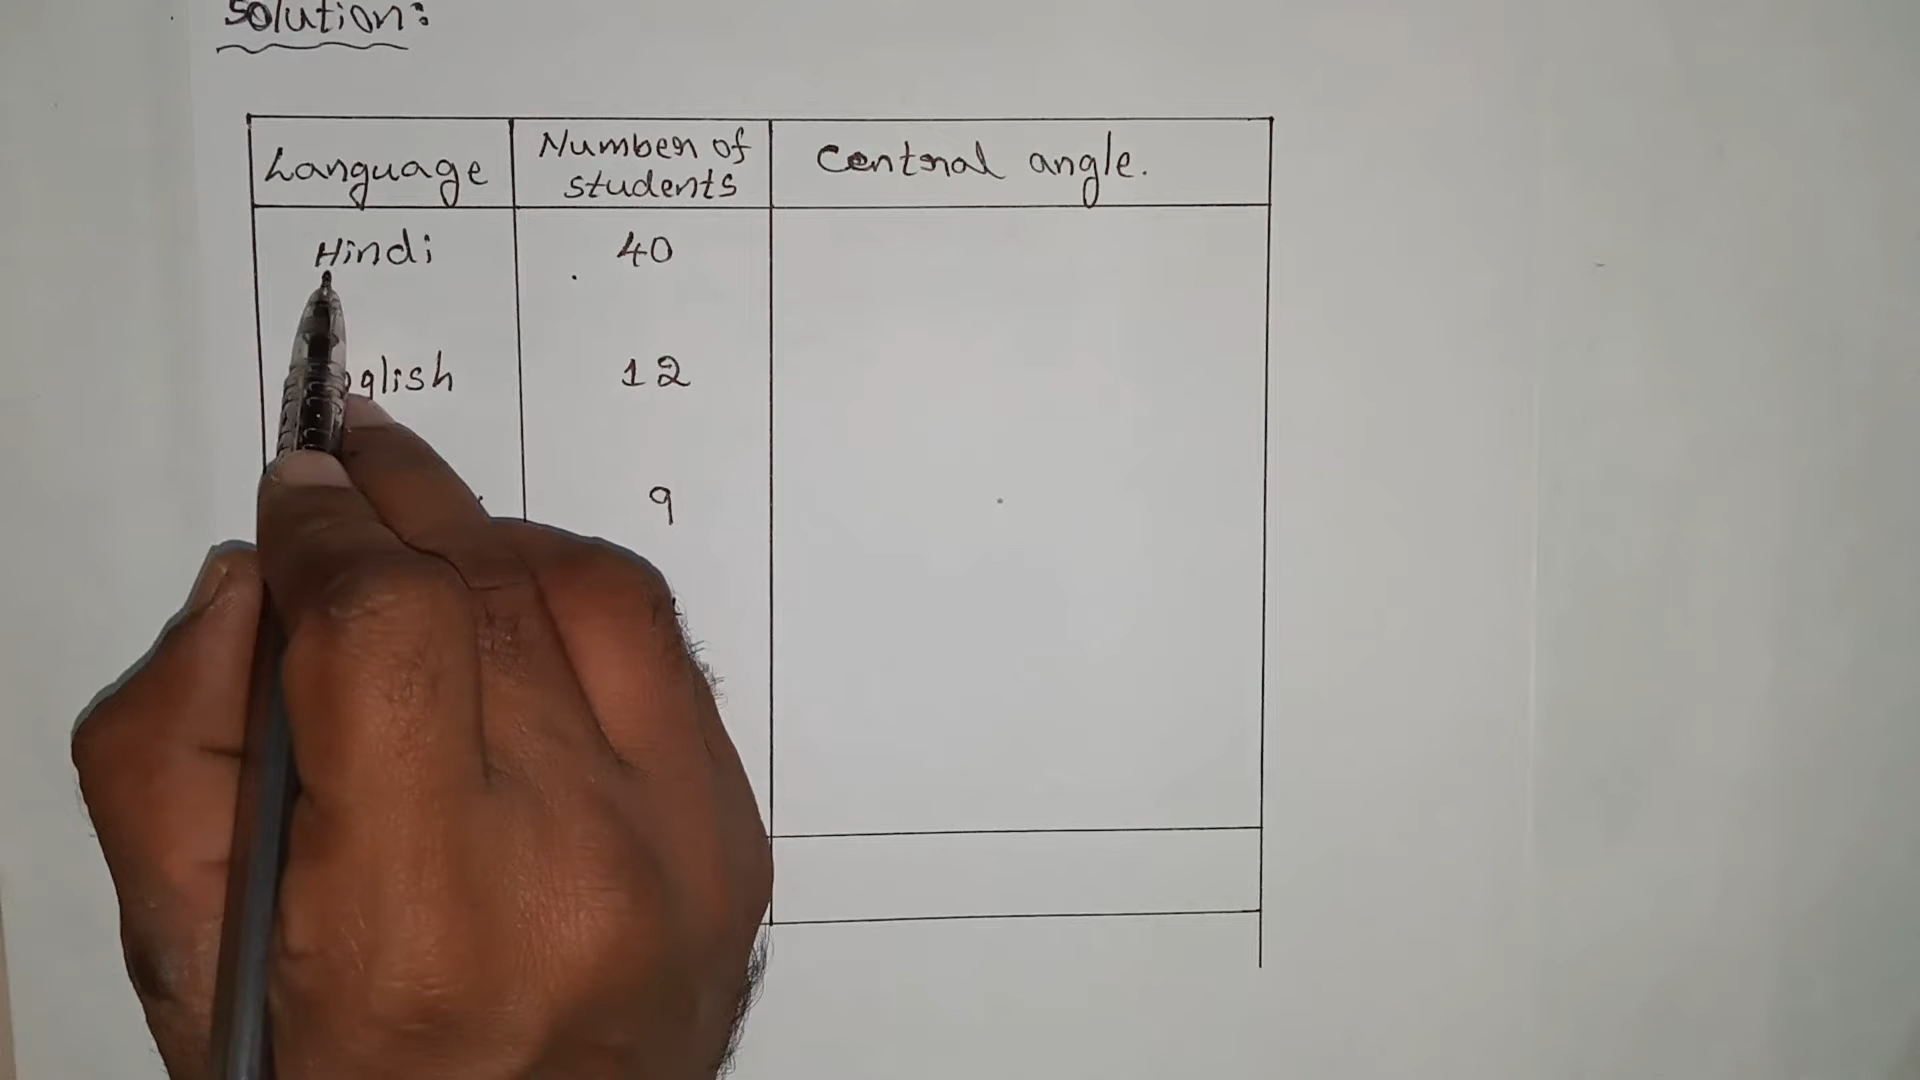 Solution:
Language
Number of
students
Central angle.
Hindi
40
12
9